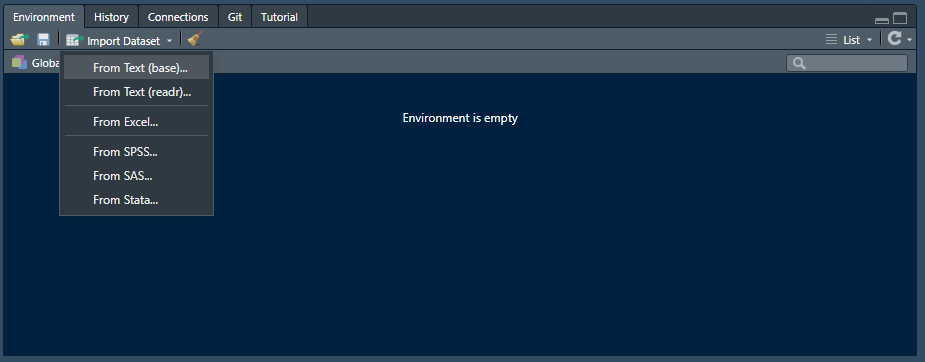 Environment History Connections Git Tutorial
Import Dataset List
Globa
From Text (base)...
From Text (readr)...
From Excel...
From SPSS...
From SAS...
From Stata...
Environment is empty